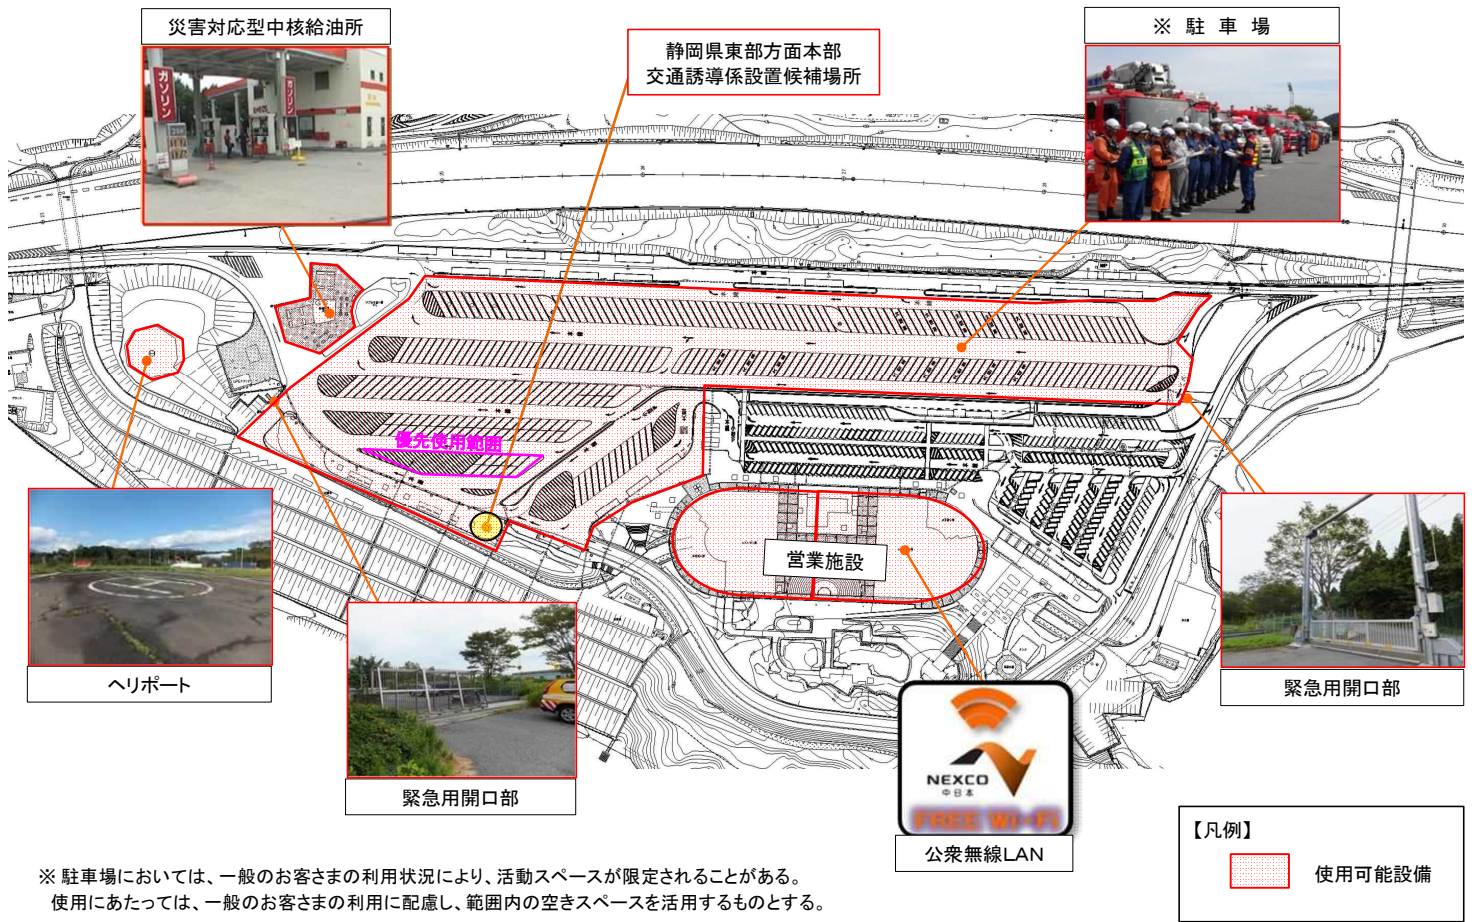 災害対応型中核給油所
静岡県東部方面本部
交通誘導係設置候補場所
※ 駐 車 場
ガソリン
ガソリン
優先使用範囲
営業施設
ヘリポート
緊急用開口部
緊急用開口部
NEXCO
中日本
FREE Wi-Fi
公衆無線LAN
【凡例】
使用可能設備
※ 駐車場においては、一般のお客さまの利用状況により、活動スペースが限定されることがある。
使用にあたっては、一般のお客さまの利用に配慮し、範囲内の空きスペースを活用するものとする。